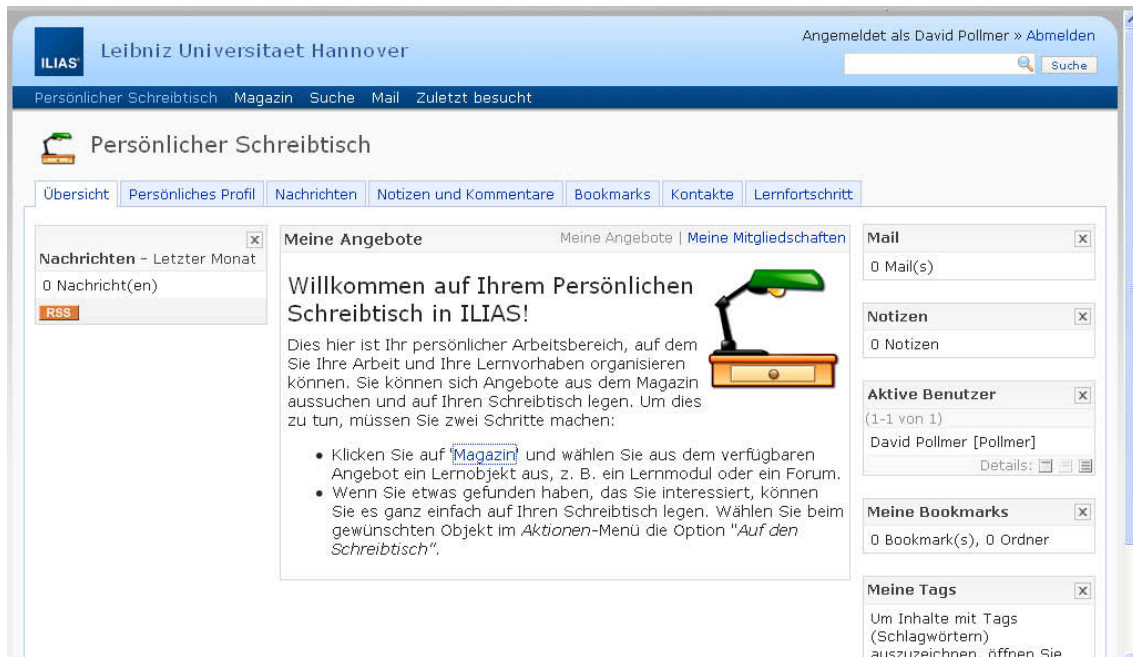 Angemeldet als David Pollmer » Abmelden
ILIAS
Leibniz Universitaet Hannover
Suche
Persönlicher Schreibtisch Magazin Suche Mail Zuletzt besucht
Persönlicher Schreibtisch
Übersicht Persönliches Profil Nachrichten Notizen und Kommentare Bookmarks Kontakte Lernfortschritt
Nachrichten - Letzter Monat
0 Nachricht(en)
RSS
Meine Angebote Meine Angebote | Meine Mitgliedschaften
Willkommen auf Ihrem Persönlichen
Schreibtisch in ILIAS!
Dies hier ist Ihr persönlicher Arbeitsbereich, auf dem
Sie Ihre Arbeit und Ihre Lernvorhaben organisieren
können. Sie können sich Angebote aus dem Magazin
aussuchen und auf Ihren Schreibtisch legen. Um dies
zu tun, müssen Sie zwei Schritte machen:
• Klicken Sie auf 'Magazin' und wählen Sie aus dem verfügbaren
Angebot ein Lernobjekt aus, z. B. ein Lernmodul oder ein Forum.
• Wenn Sie etwas gefunden haben, das Sie interessiert, können
Sie es ganz einfach auf Ihren Schreibtisch legen. Wählen Sie beim
gewünschten Objekt im Aktionen-Menü die Option "Auf den
Schreibtisch".
Mail
0 Mail(s)
Notizen
0 Notizen
Aktive Benutzer
(1-1 von 1)
David Pollmer [Pollmer]
Details:
Meine Bookmarks
0 Bookmark(s), 0 Ordner
Meine Tags
Um Inhalte mit Tags
(Schlagwörtern)
auszuzeichnen, öffnen Sie